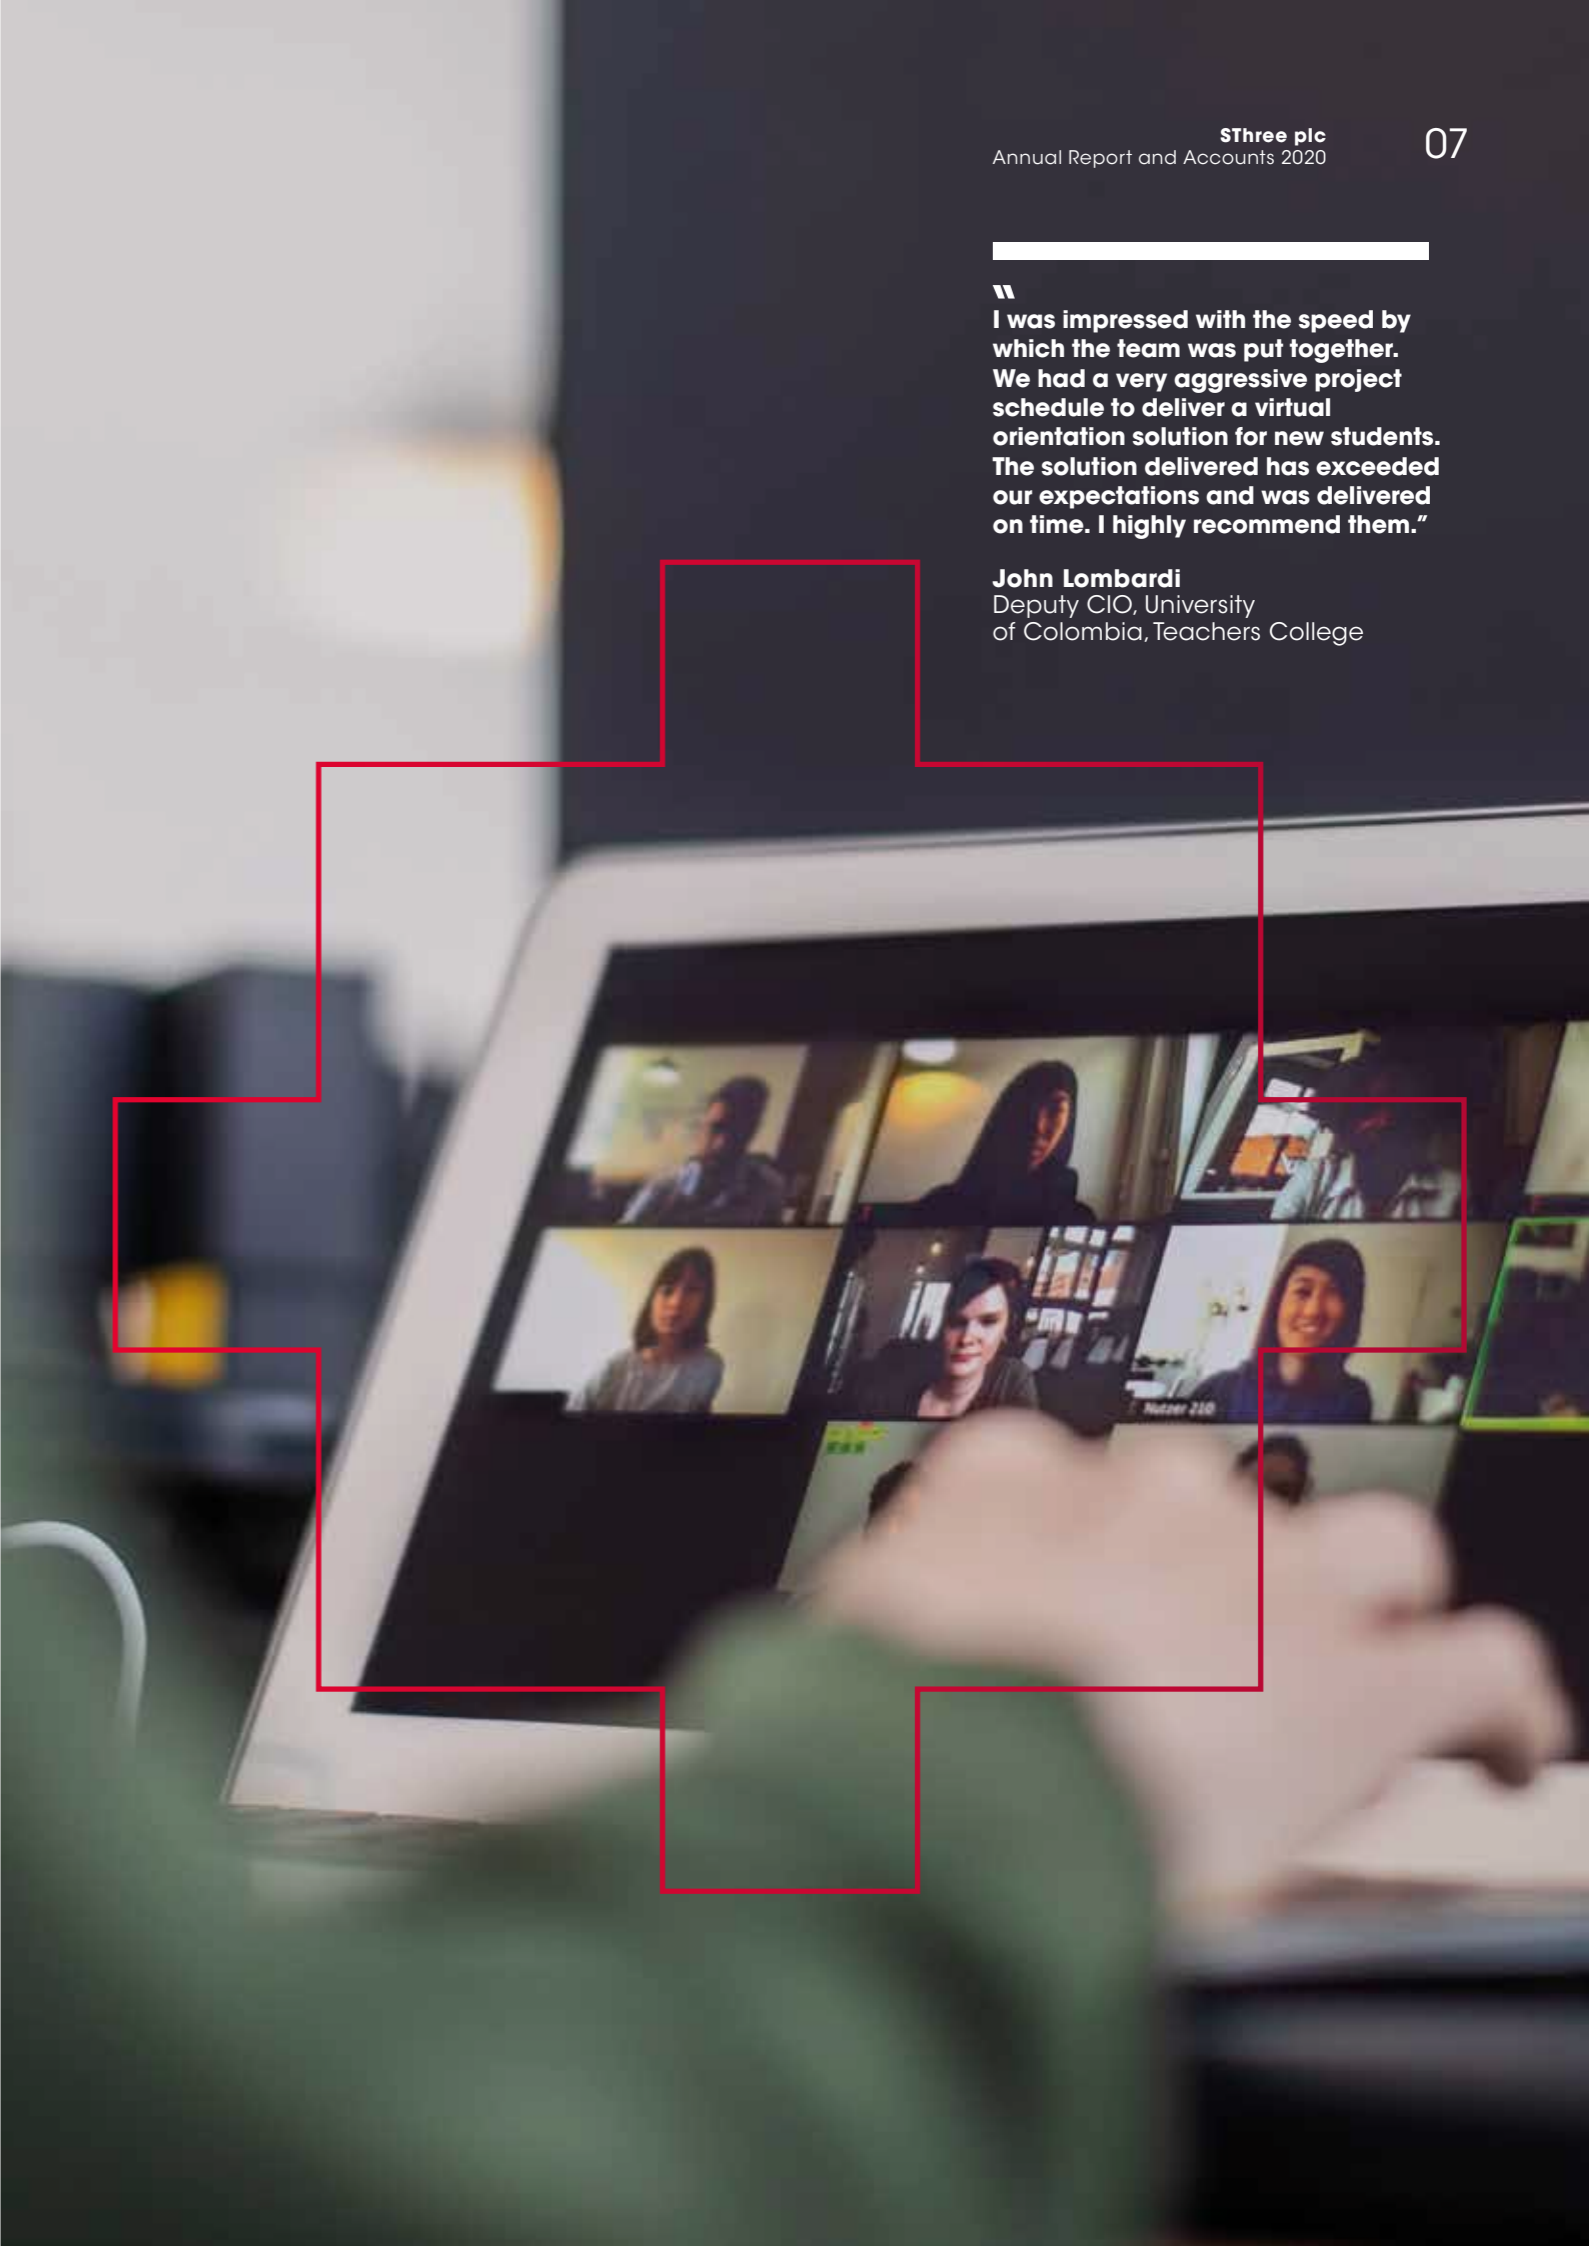 SThree plc
Annual Report and Accounts 2020
07
“
I was impressed with the speed by
which the team was put together.
We had a very aggressive project
schedule to deliver a virtual
orientation solution for new students.
The solution delivered has exceeded
our expectations and was delivered
on time. I highly recommend them.”
John Lombardi
Deputy CIO, University
of Colombia, Teachers College
Nutzer 210